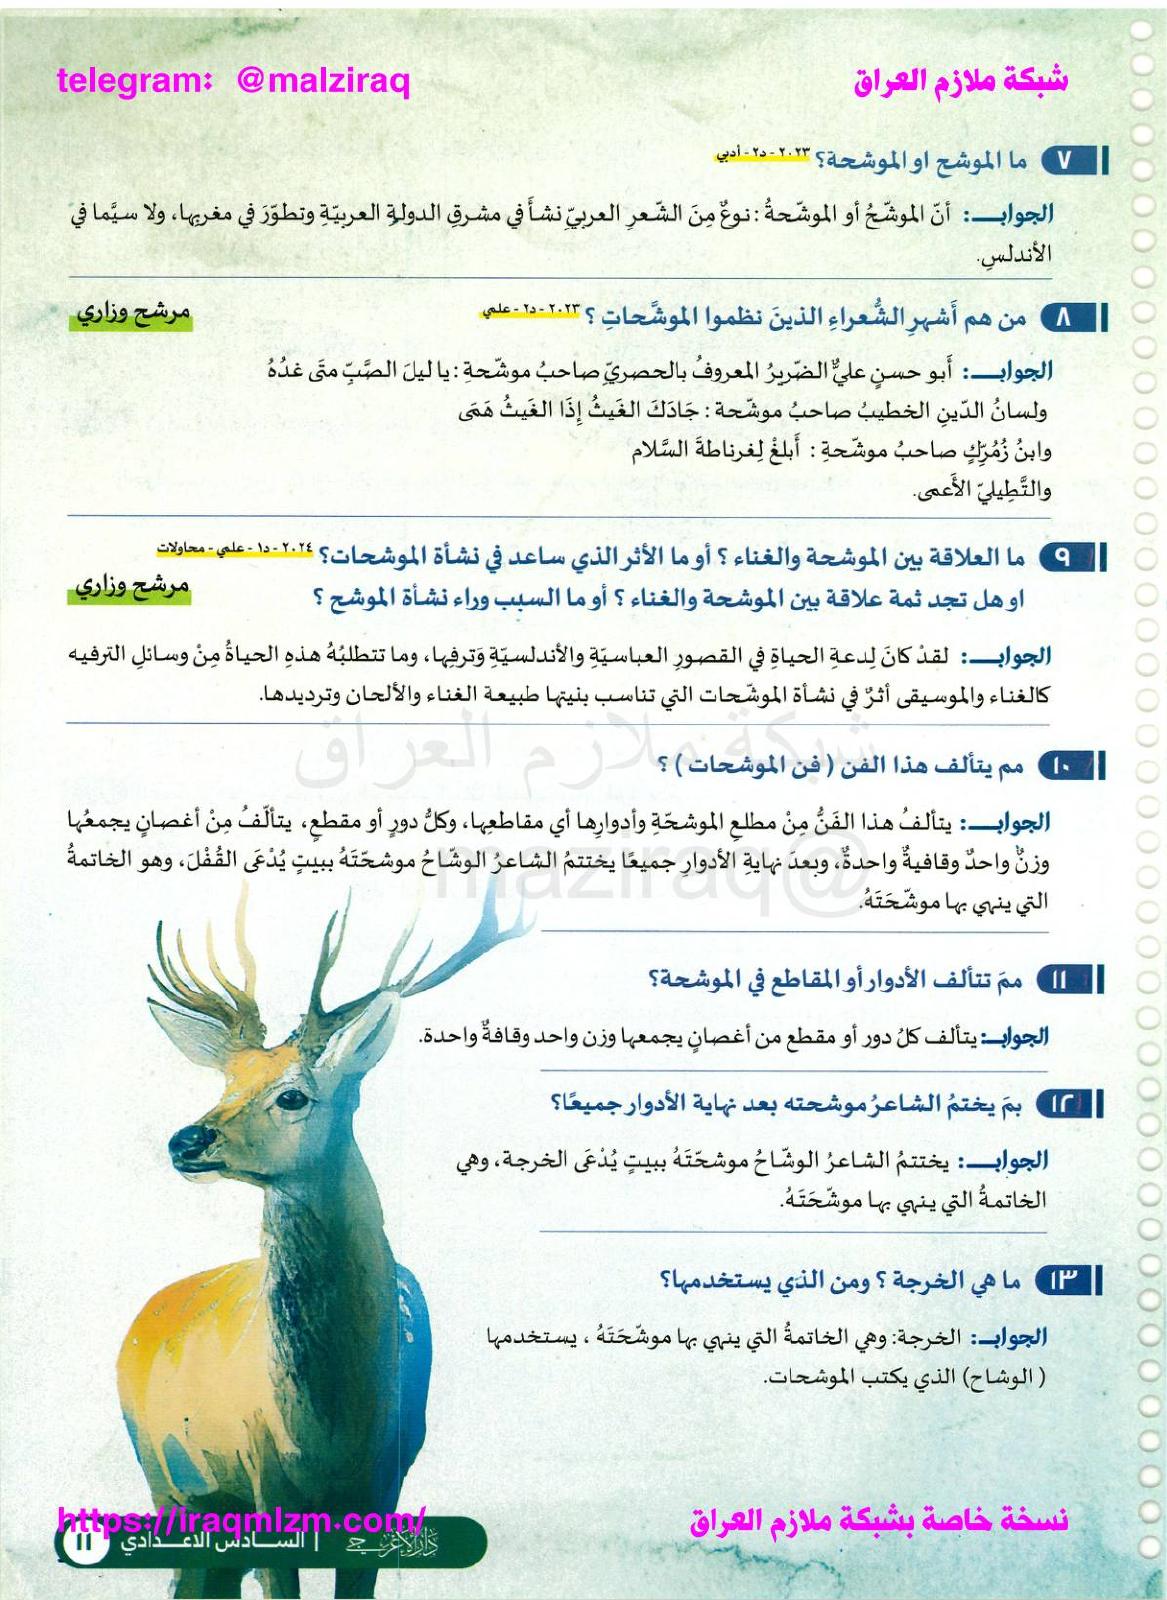 telegram: @malziraq
شبكة ملازم العراق
٧ ما الموشح او الموشحة؟ ٢٠٢٣ - د٢ - أدبي
الجواب: أنّ الموشّحُ أو الموشّحةُ : نوعٌ مِنَ الشّعرِ العربيّ نشأَ في مشرقِ الدولةِ العربيّةِ وتطوّرَ في مغربِها، ولا سيَّما في
الأندلسِ.
٨ من هم أَشهرِ الشُّعراءِ الذينَ نظموا الموشَّحاتِ ؟ ٢٠٢٣ - د٢ - علمي
مرشح وزاري
الجواب: أَبو حسنٍ عليٌّ الضّريرُ المعروفُ بالحصريّ صاحبُ موشّحةِ : يا ليلَ الصَّبِّ متَى غدُهُ
ولسانُ الدّينِ الخطيبُ صاحبُ موشّحة : جَادَكَ الغَيثُ إِذَا الغَيثُ هَمَى
وابنُ زُمْرَكٍ صاحبُ موشّحةِ : أَبلغْ لِغرناطةَ السَّلام
والتَّطِيليّ الأَعمى.
٩ ما العلاقة بين الموشحة والغناء ؟ أو ما الأثر الذي ساعد في نشأة الموشحات؟ ٢٠٢٤ - د١ - علمي - محاولات
او هل تجد ثمة علاقة بين الموشحة والغناء ؟ أو ما السبب وراء نشأة الموشح ؟
مرشح وزاري
الجواب: لقدْ كانَ لِدعةِ الحياةِ في القصورِ العباسيّةِ والأندلسيّةِ وَترفِها، وما تتطلبُهُ هذهِ الحياةُ مِنْ وسائلِ الترفيه
كالغناء والموسيقى أثرٌ في نشأة الموشّحات التي تناسب بنيتها طبيعة الغناء والألحان وترديدها.
شبكة ملازم العراق
١٠ مم يتألف هذا الفن ( فن الموشحات ) ؟
الجواب: يتألفُ هذا الفَنُّ مِنْ مطلعِ الموشحّةِ وأدوارِها أي مقاطعِها، وكلُّ دورٍ أو مقطعٍ، يتألّفُ مِنْ أغصانٍ يجمعُها
وزنٌ واحدٌ وقافيةٌ واحدةٌ، وبعدَ نهايةِ الأدوارِ جميعًا يختتمُ الشاعرُ الوشّاحُ موشحّتَهُ ببيتٍ يُدْعَى القُفْلَ، وهو الخاتمةُ
@maziraq
التي ينهي بها موشّحَتَهُ.
١١ ممَ تتألف الأدوار أو المقاطع في الموشحة؟
الجواب: يتألف كلُ دور أو مقطع من أغصانٍ يجمعها وزن واحد وقافةٌ واحدة.
١٢ بمَ يختمُ الشاعرُ موشحته بعد نهاية الأدوار جميعًا؟
الجواب: يختتمُ الشاعرُ الوشّاحُ موشحّتَهُ ببيتٍ يُدْعَى الخرجة، وهي
الخاتمةُ التي ينهي بها موشّحَتَهُ.
١٣ ما هي الخرجة ؟ ومن الذي يستخدمها؟
الجواب: الخرجة: وهي الخاتمةُ التي ينهي بها موشّحَتَهُ ، يستخدمها
( الوشاح) الذي يكتب الموشحات.
نسخة خاصة بشبكة ملازم العراق
https://iraqmlzm.com/
١١ السادس الاعدادي | دار الأعرجي